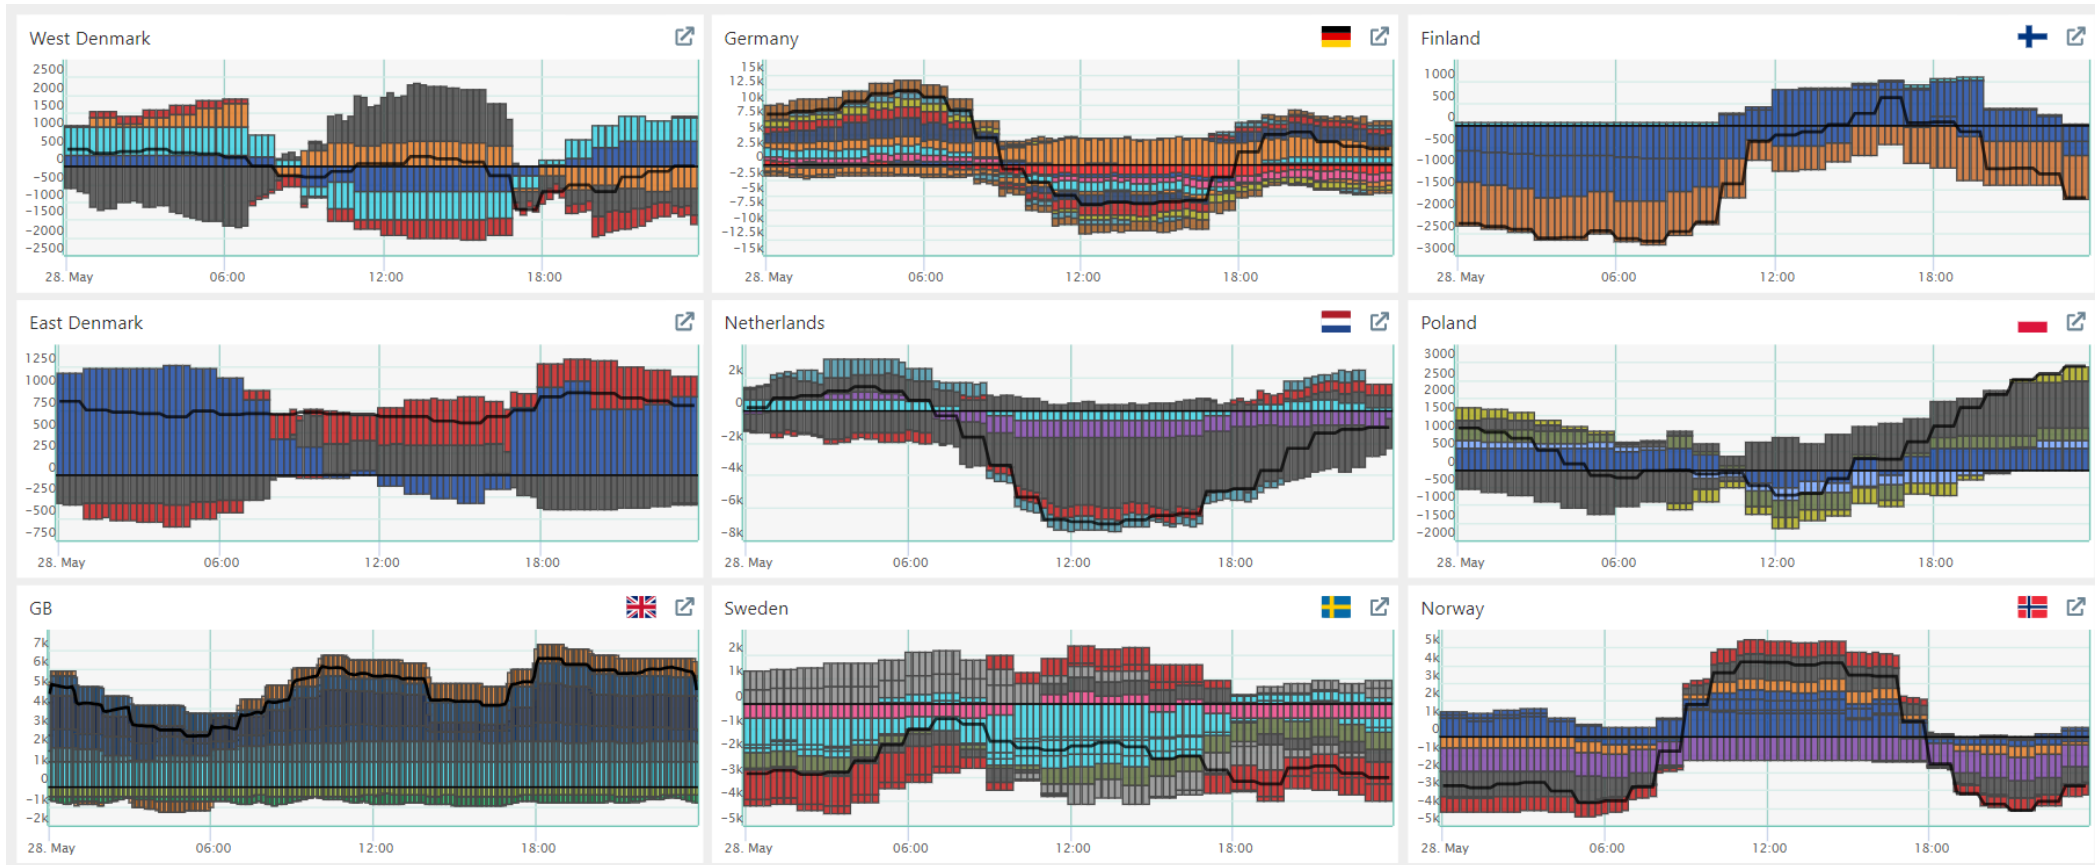 West Denmark
2500
2000
1500
1000
500
0
-500
-1000
-1500
-2000
-2500
28. May 06:00 12:00 18:00
Germany
15k
12.5k
10k
7.5k
5k
2.5k
0
-2.5k
-5k
-7.5k
-10k
-12.5k
-15k
28. May 06:00 12:00 18:00
Finland
1000
500
0
-500
-1000
-1500
-2000
-2500
-3000
28. May 06:00 12:00 18:00
East Denmark
1250
1000
750
500
250
0
-250
-500
-750
28. May 06:00 12:00 18:00
Netherlands
2k
0
-2k
-4k
-6k
-8k
28. May 06:00 12:00 18:00
Poland
3000
2500
2000
1500
1000
500
0
-500
-1000
-1500
-2000
28. May 06:00 12:00 18:00
GB
7k
6k
5k
4k
3k
2k
1k
0
-1k
-2k
28. May 06:00 12:00 18:00
Sweden
2k
1k
0
-1k
-2k
-3k
-4k
-5k
28. May 06:00 12:00 18:00
Norway
5k
4k
3k
2k
1k
0
-1k
-2k
-3k
-4k
-5k
28. May 06:00 12:00 18:00